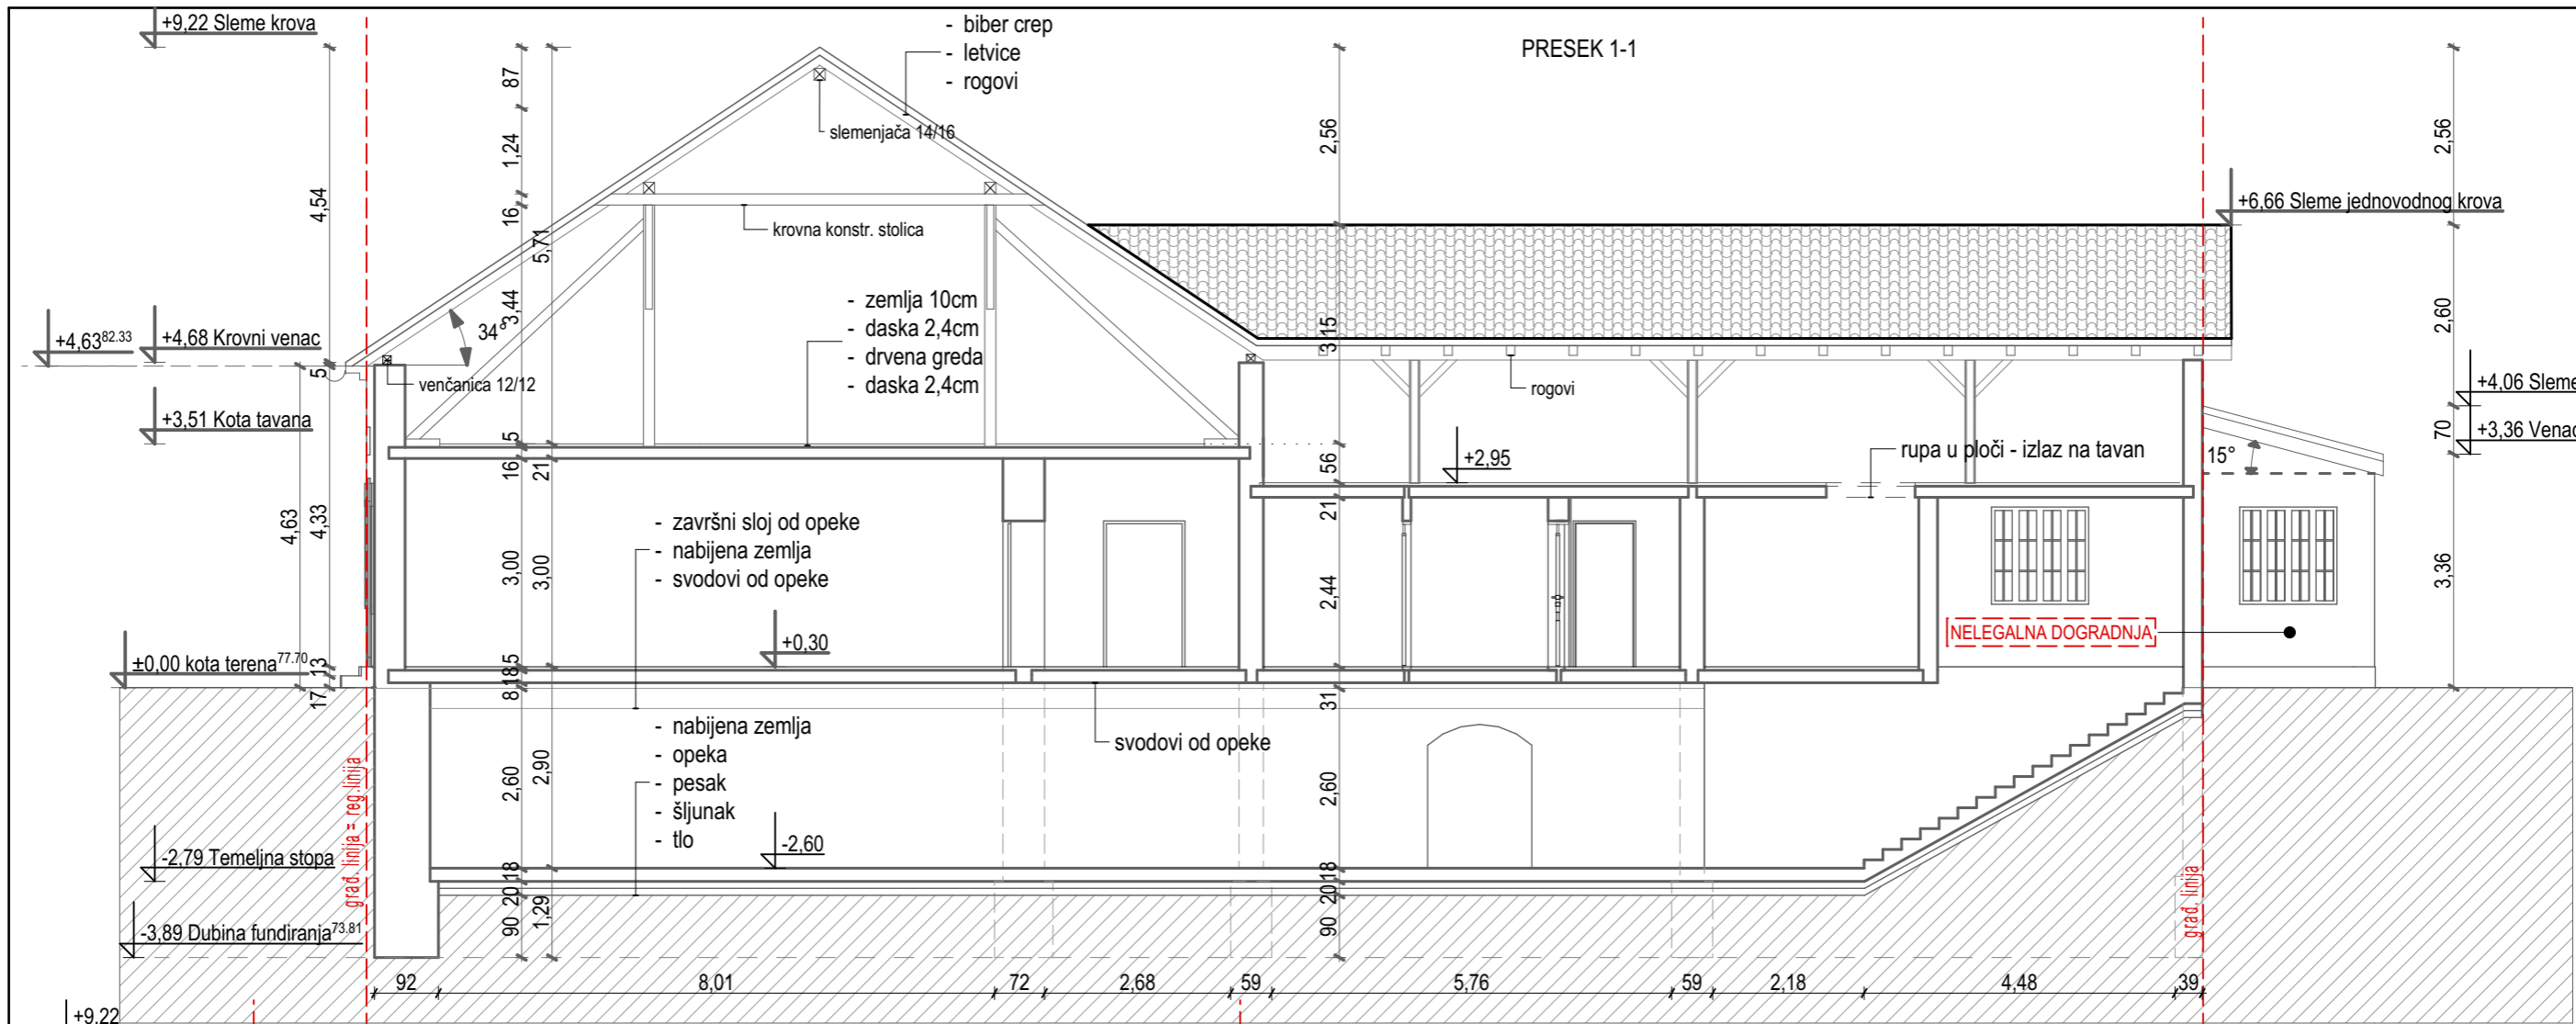 PRESEK 1-1
+9,22 Sleme krova
- biber crep
- letvice
- rogovi
slemenjača 14/16
krovna konstr. stolica
+6,66 Sleme jednovodnog krova
- zemlja 10cm
- daska 2,4cm
- drvena greda
- daska 2,4cm
34°
+4,63 82.33
+4,68 Krovni venac
venčanica 12/12
rogovi
+4,06 Sleme
+3,36 Venac
+3,51 Kota tavana
+2,95
rupa u ploči - izlaz na tavan
15°
- završni sloj od opeke
- nabijena zemlja
- svodovi od opeke
+0,30
NELEGALNA DOGRADNJA
±0,00 kota terena 77.70
- nabijena zemlja
- opeka
- pesak
- šljunak
- tlo
svodovi od opeke
-2,60
-2,79 Temeljna stopa
-3,89 Dubina fundiranja 73.81
građ. linija = reg.linija
građ. linija
4,54
5
4,63
4,33
13
17
87
1,24
16
3,44
5
16
3,00
5
18
8
2,60
18
20
90
5,71
21
3,00
2,90
1,29
2,56
3,15
56
21
2,44
31
2,60
18
20
90
2,56
2,60
70
3,36
92
8,01
72
2,68
59
5,76
59
2,18
4,48
39
+9,22